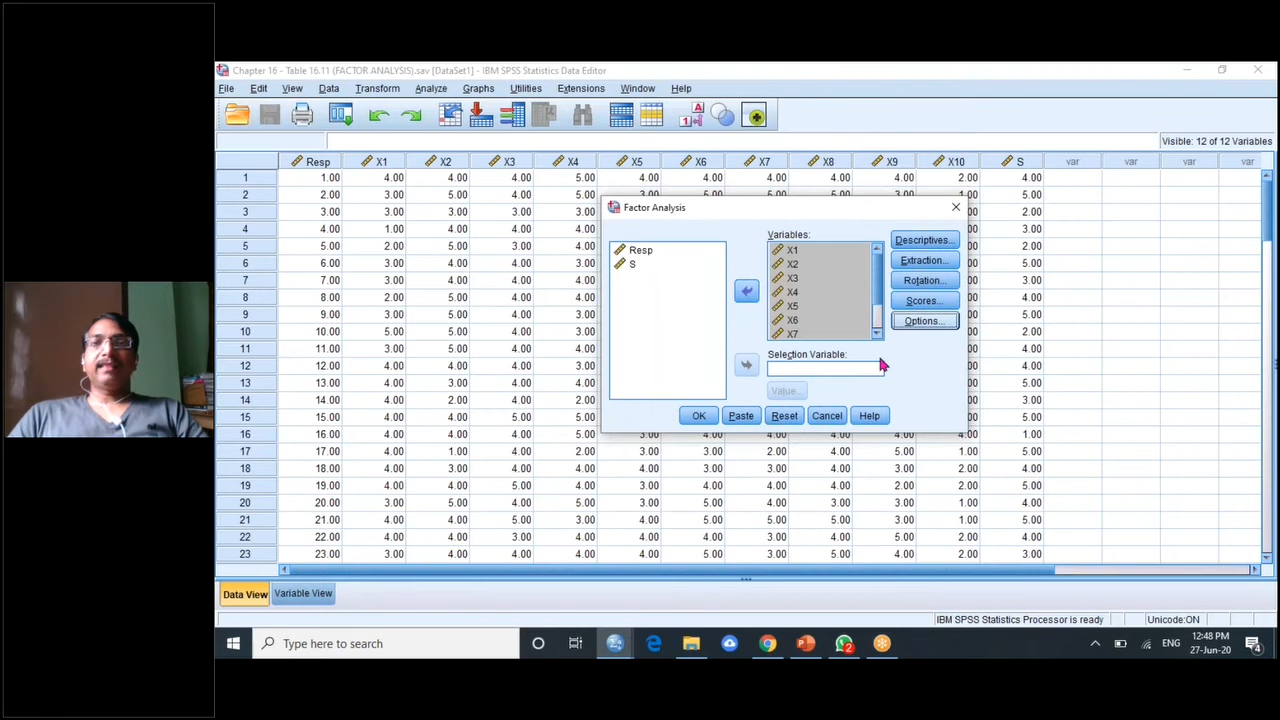 Chapter 16 - Table 16.11 (FACTOR ANALYSIS).sav [DataSet1] - IBM SPSS Statistics Data Editor
File Edit View Data Transform Analyze Graphs Utilities Extensions Window Help
Visible: 12 of 12 Variables
Resp X1 X2 X3 X4 X5 X6 X7 X8 X9 X10 S var var var var
1 1.00 4.00 4.00 4.00 5.00 4.00 4.00 4.00 4.00 4.00 2.00 4.00
2 2.00 3.00 5.00 4.00 5.00
3 3.00 3.00 3.00 3.00 2.00
4 4.00 1.00 4.00 4.00 2.00
5 5.00 2.00 5.00 4.00 3.00
6 6.00 3.00 4.00 4.00 2.00
7 7.00 3.00 4.00 5.00 4.00
8 8.00 2.00 5.00 4.00 4.00
9 9.00 3.00 4.00 4.00 5.00
10 10.00 5.00 5.00 3.00 2.00
11 11.00 3.00 5.00 4.00 4.00
12 12.00 4.00 3.00 4.00 5.00
13 13.00 4.00 4.00 3.00
14 14.00 4.00 2.00 4.00 2.00 3.00
15 15.00 4.00 4.00 5.00 4.00 5.00
16 16.00 4.00 4.00 4.00 5.00 3.00 4.00 4.00 4.00 4.00 1.00
17 17.00 4.00 1.00 4.00 2.00 3.00 3.00 2.00 4.00 5.00 1.00 5.00
18 18.00 4.00 3.00 4.00 4.00 3.00 4.00 3.00 4.00 3.00 2.00 4.00
19 19.00 4.00 4.00 5.00 4.00 3.00 4.00 4.00 4.00 2.00 2.00 5.00
20 20.00 3.00 5.00 4.00 4.00 3.00 5.00 4.00 4.00 3.00 1.00 4.00
21 21.00 4.00 4.00 5.00 3.00 4.00 5.00 5.00 5.00 3.00 1.00 5.00
22 22.00 4.00 4.00 3.00 4.00 4.00 4.00 3.00 4.00 5.00 2.00 4.00
23 23.00 3.00 4.00 4.00 4.00 4.00 5.00 3.00 5.00 4.00 2.00 3.00
Factor Analysis
Resp
S
Variables:
X1
X2
X3
X4
X5
X6
X7
Descriptives...
Extraction...
Rotation...
Scores...
Options...
Selection Variable:
Value...
OK Paste Reset Cancel Help
Data View Variable View
IBM SPSS Statistics Processor is ready Unicode:ON
Type here to search
2
ENG
12:48 PM
27-Jun-20
4